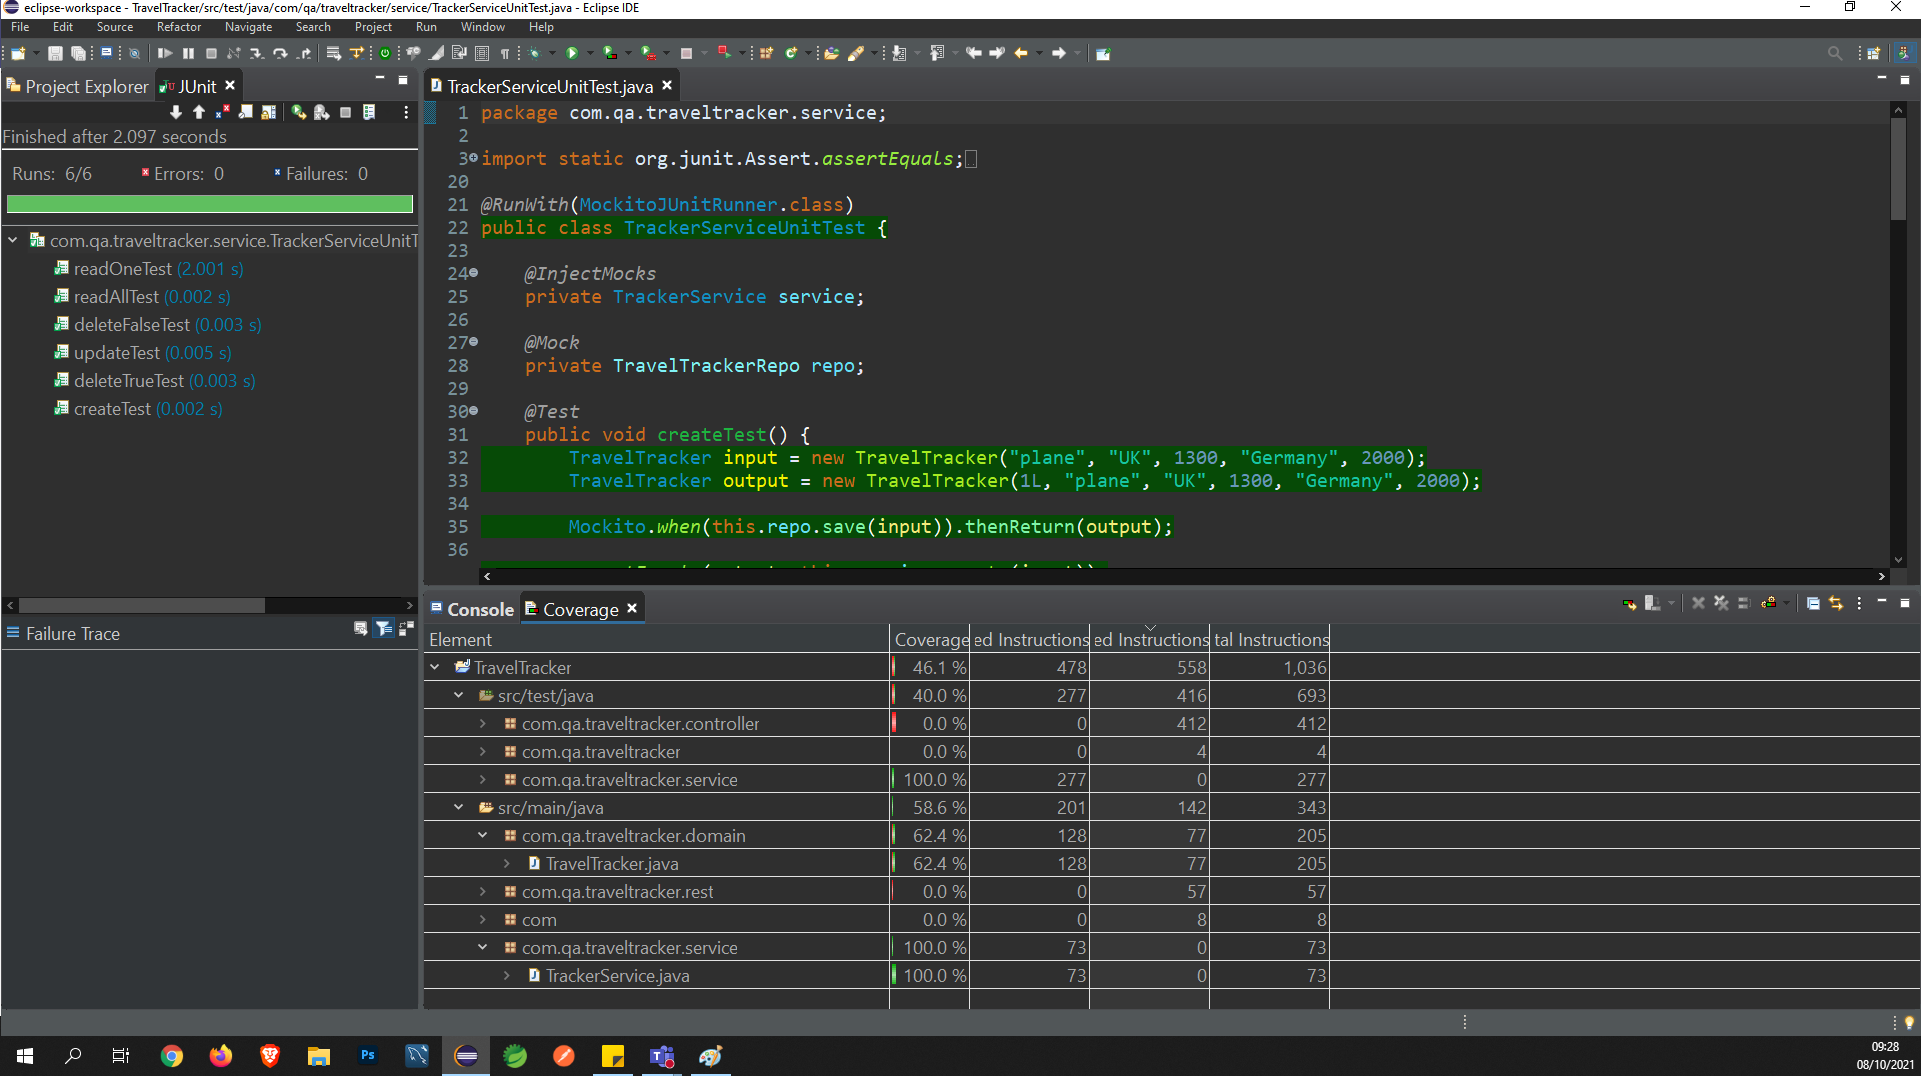 eclipse-workspace - TravelTracker/src/test/java/com/qa/traveltracker/service/TrackerServiceUnitTest.java - Eclipse IDE
File Edit Source Refactor Navigate Search Project Run Window Help
Project Explorer JUnit
Finished after 2.097 seconds
Runs: 6/6 Errors: 0 Failures: 0
com.qa.traveltracker.service.TrackerServiceUnitT
readOneTest (2.001 s)
readAllTest (0.002 s)
deleteFalseTest (0.003 s)
updateTest (0.005 s)
deleteTrueTest (0.003 s)
createTest (0.002 s)
Failure Trace
TrackerServiceUnitTest.java
1 package com.qa.traveltracker.service;
2
3 import static org.junit.Assert.assertEquals;
20
21 @RunWith(MockitoJUnitRunner.class)
22 public class TrackerServiceUnitTest {
23
24 @InjectMocks
25 private TrackerService service;
26
27 @Mock
28 private TravelTrackerRepo repo;
29
30 @Test
31 public void createTest() {
32 TravelTracker input = new TravelTracker("plane", "UK", 1300, "Germany", 2000);
33 TravelTracker output = new TravelTracker(1L, "plane", "UK", 1300, "Germany", 2000);
34
35 Mockito.when(this.repo.save(input)).thenReturn(output);
36
Console Coverage
Element Coverage ed Instructions ed Instructions tal Instructions
TravelTracker 46.1 % 478 558 1,036
src/test/java 40.0 % 277 416 693
com.qa.traveltracker.controller 0.0 % 0 412 412
com.qa.traveltracker 0.0 % 0 4 4
com.qa.traveltracker.service 100.0 % 277 0 277
src/main/java 58.6 % 201 142 343
com.qa.traveltracker.domain 62.4 % 128 77 205
TravelTracker.java 62.4 % 128 77 205
com.qa.traveltracker.rest 0.0 % 0 57 57
com 0.0 % 0 8 8
com.qa.traveltracker.service 100.0 % 73 0 73
TrackerService.java 100.0 % 73 0 73
Ps
09:28
08/10/2021